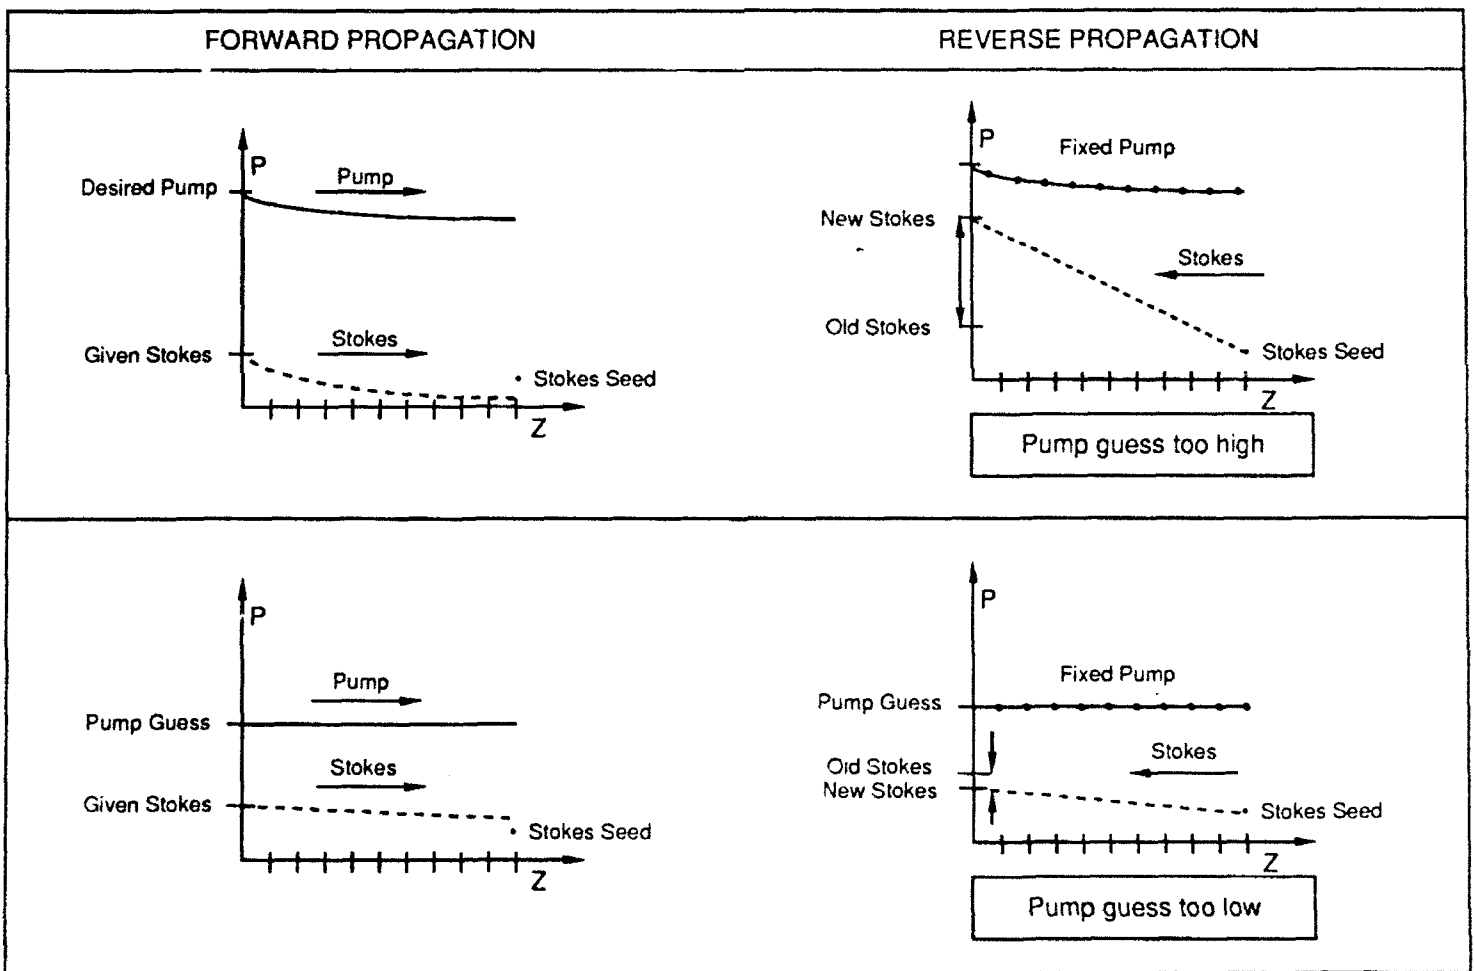 FORWARD PROPAGATION
REVERSE PROPAGATION
P
Desired Pump
Pump
Given Stokes
Stokes
Stokes Seed
Z
P
Fixed Pump
New Stokes
Stokes
Old Stokes
Stokes Seed
Z
Pump guess too high
P
Pump
Pump Guess
Stokes
Given Stokes
Stokes Seed
Z
P
Fixed Pump
Pump Guess
Stokes
Old Stokes
New Stokes
Stokes Seed
Z
Pump guess too low